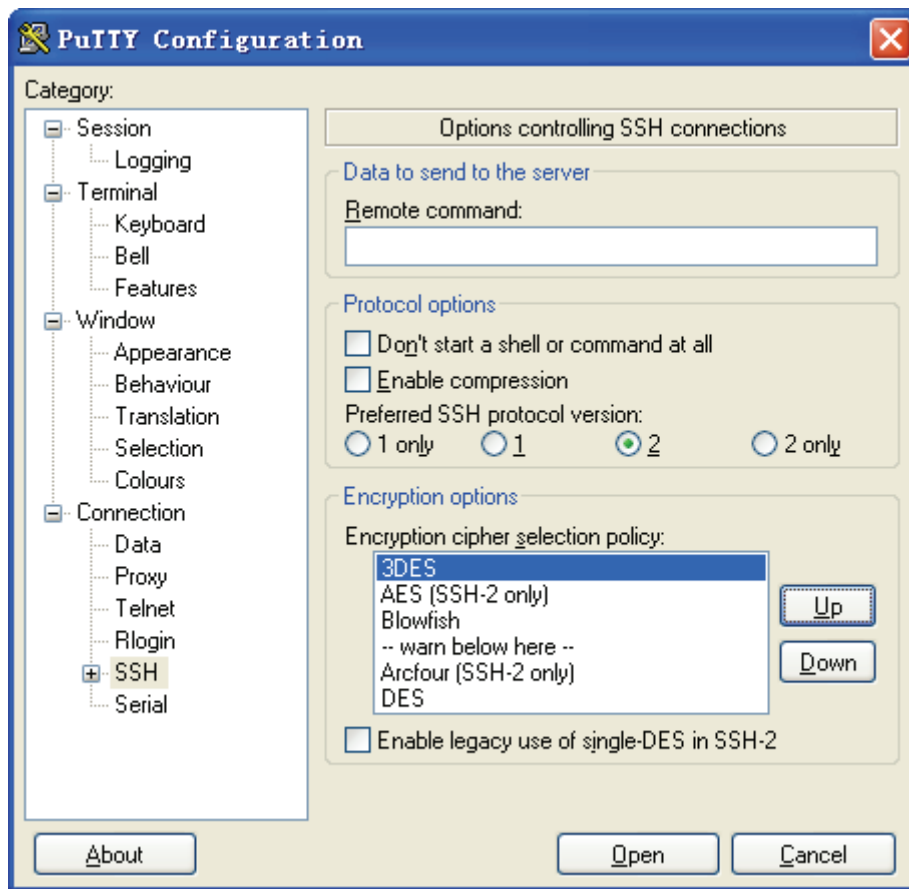 PuTTY Configuration
Category:
Session
Logging
Terminal
Keyboard
Bell
Features
Window
Appearance
Behaviour
Translation
Selection
Colours
Connection
Data
Proxy
Telnet
Rlogin
SSH
Serial
Options controlling SSH connections
Data to send to the server
Remote command:
Protocol options
Don't start a shell or command at all
Enable compression
Preferred SSH protocol version:
1 only 1 2 2 only
Encryption options
Encryption cipher selection policy:
3DES
AES (SSH-2 only)
Blowfish
-- warn below here --
Arcfour (SSH-2 only)
DES
Up
Down
Enable legacy use of single-DES in SSH-2
About Open Cancel